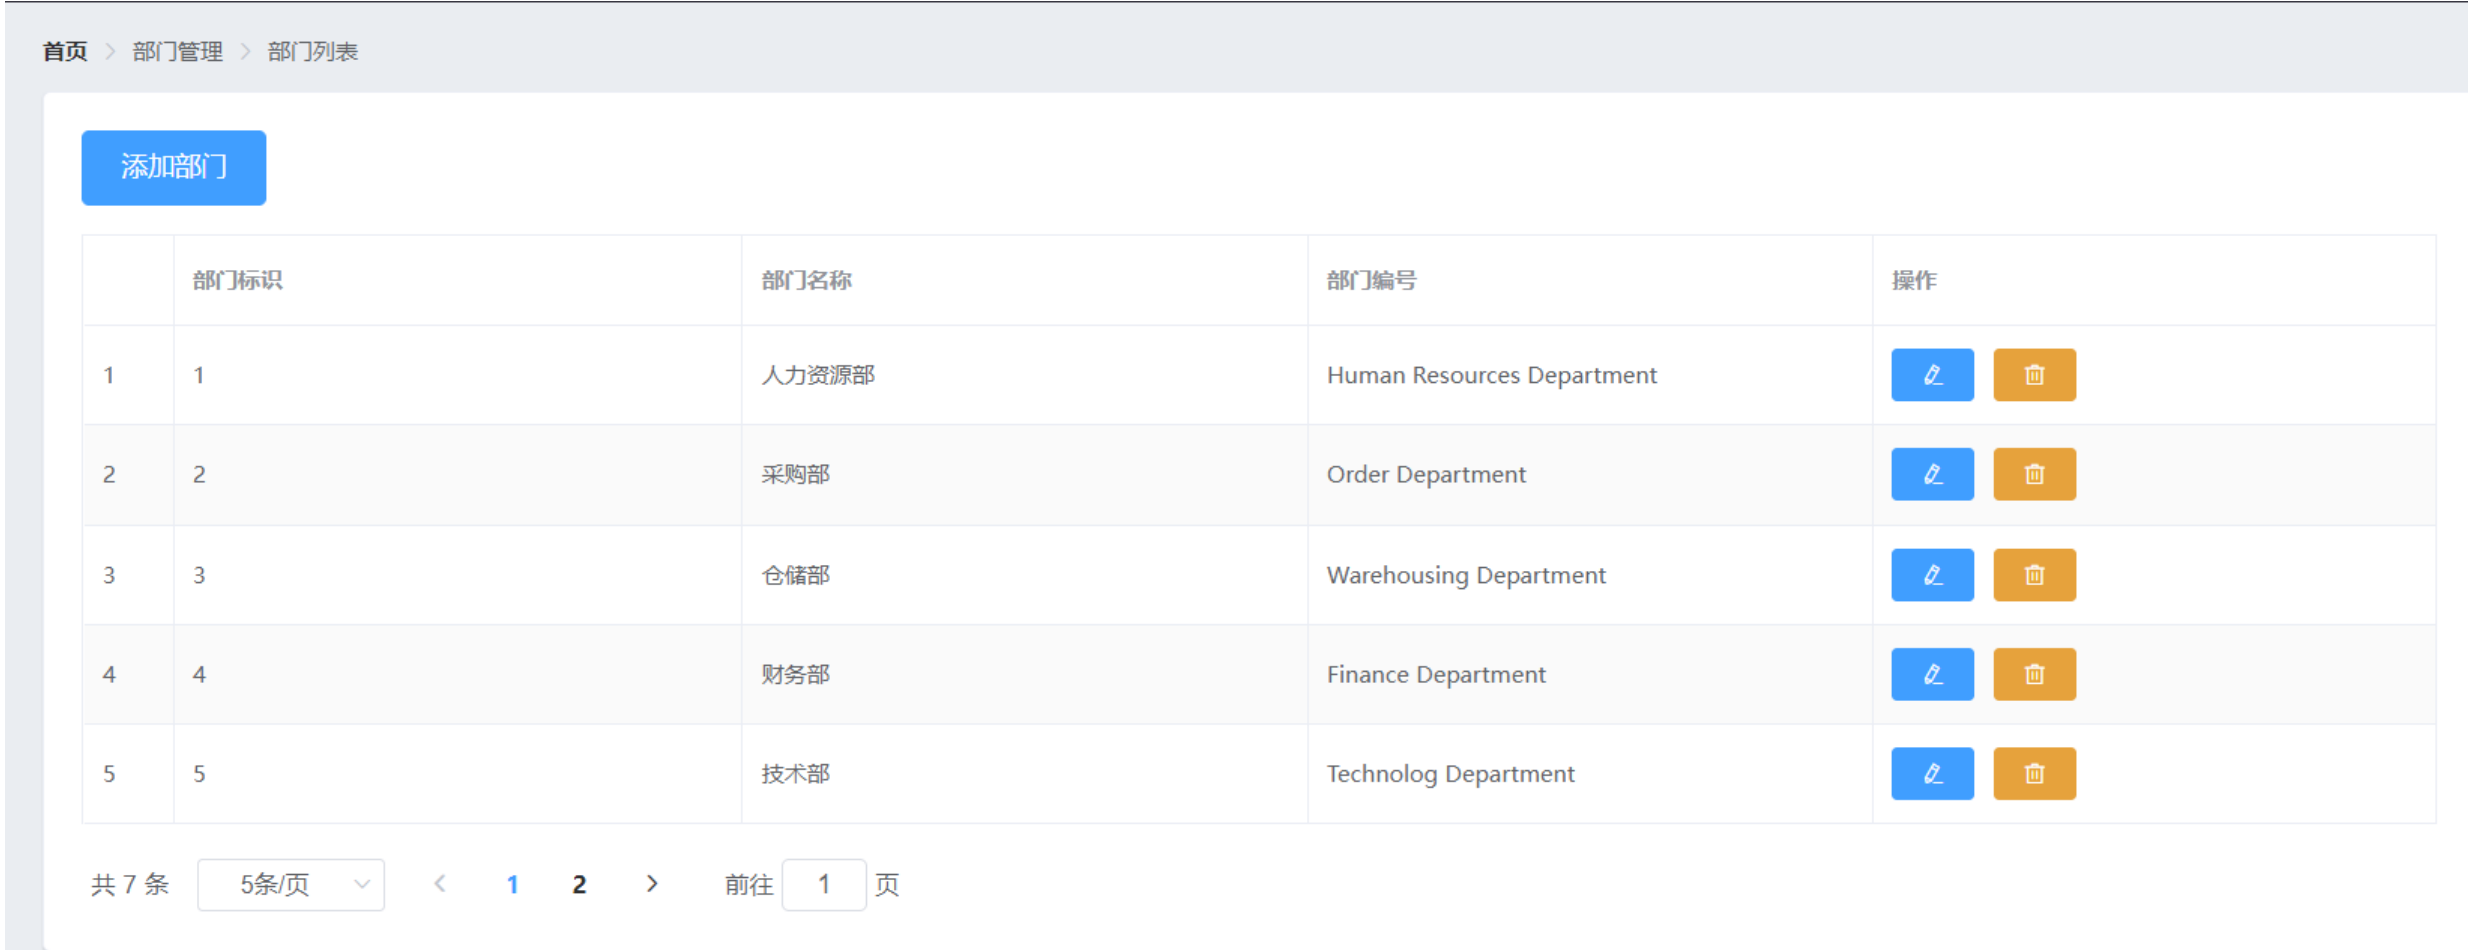 首页 > 部门管理 > 部门列表
添加部门
部门标识 部门名称 部门编号 操作
1 1 人力资源部 Human Resources Department
2 2 采购部 Order Department
3 3 仓储部 Warehousing Department
4 4 财务部 Finance Department
5 5 技术部 Technolog Department
共 7 条 5条/页 < 1 2 > 前往 1 页